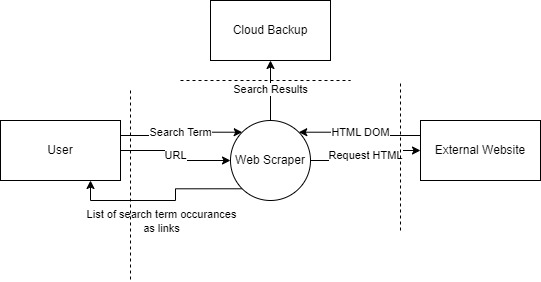 Cloud Backup
Search Results
Search Term
HTML DOM
User
URL
Web Scraper
Request HTML
External Website
List of search term occurances
as links